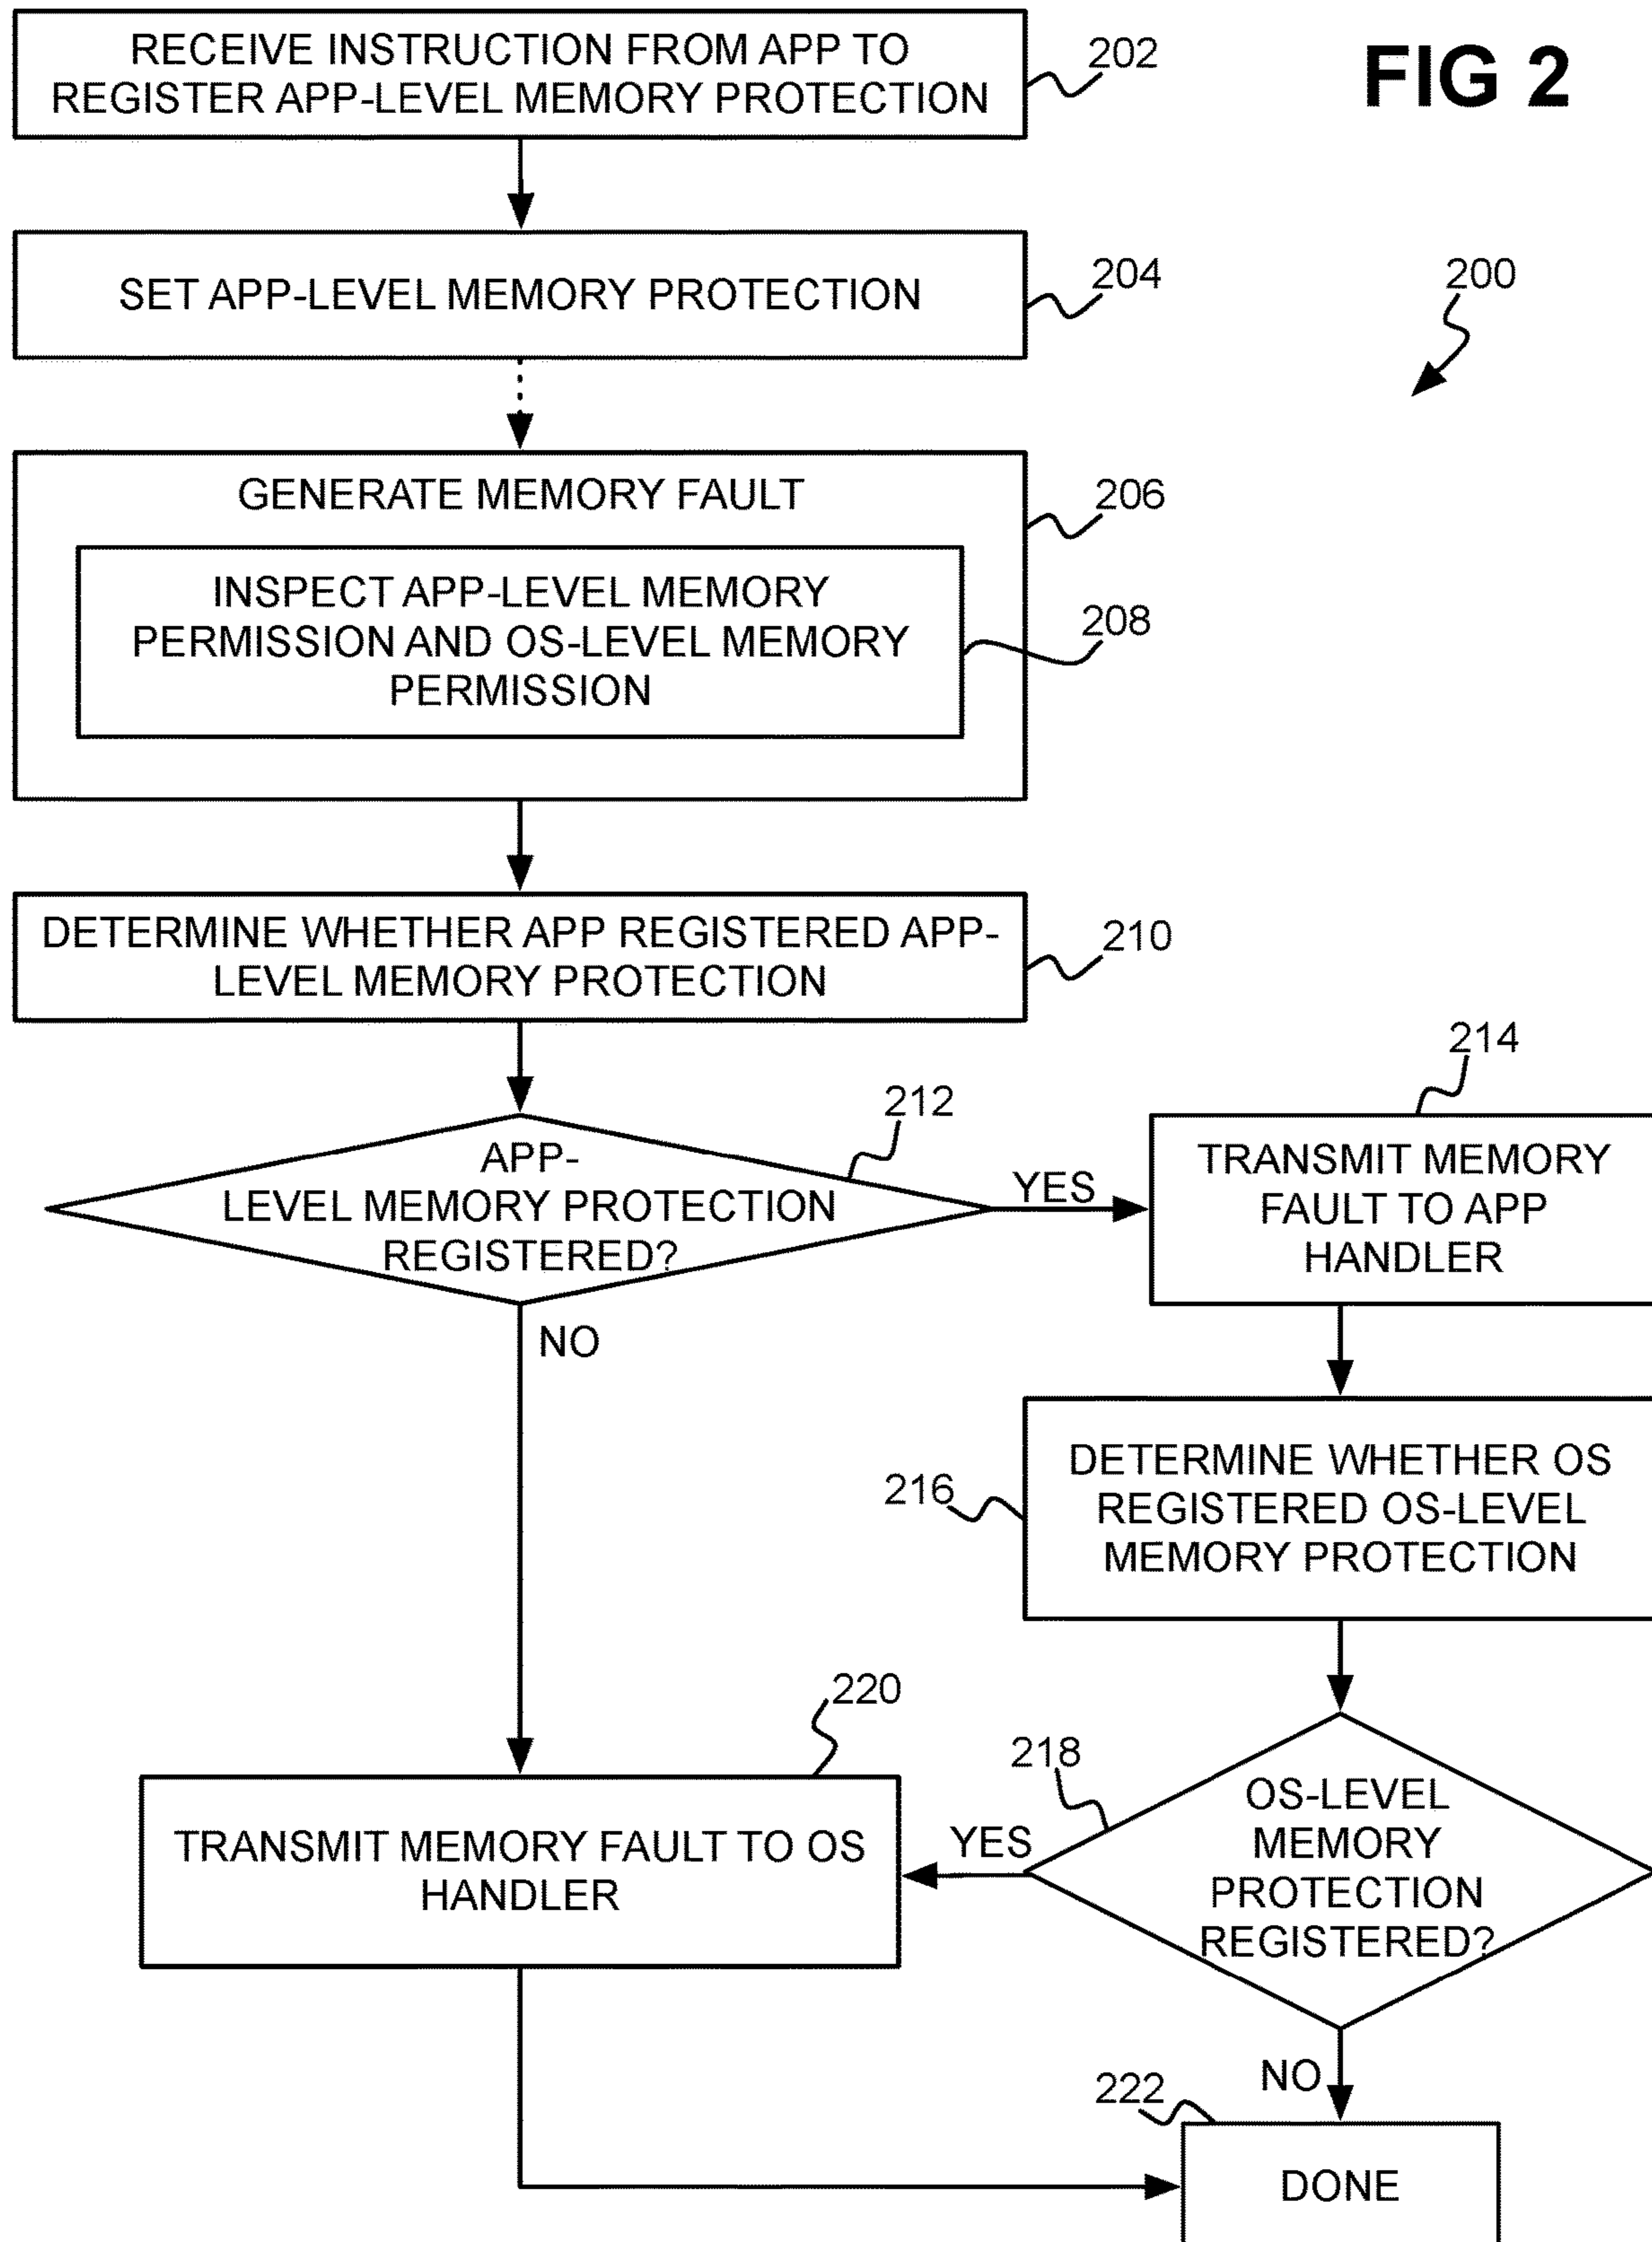 FIG 2
RECEIVE INSTRUCTION FROM APP TO
REGISTER APP-LEVEL MEMORY PROTECTION
202
SET APP-LEVEL MEMORY PROTECTION
204
200
GENERATE MEMORY FAULT
206
INSPECT APP-LEVEL MEMORY
PERMISSION AND OS-LEVEL MEMORY
PERMISSION
208
DETERMINE WHETHER APP REGISTERED APP-
LEVEL MEMORY PROTECTION
210
212
APP-
LEVEL MEMORY PROTECTION
REGISTERED?
YES
NO
214
TRANSMIT MEMORY
FAULT TO APP
HANDLER
216
DETERMINE WHETHER OS
REGISTERED OS-LEVEL
MEMORY PROTECTION
218
OS-LEVEL
MEMORY
PROTECTION
REGISTERED?
YES
NO
220
TRANSMIT MEMORY FAULT TO OS
HANDLER
222
DONE